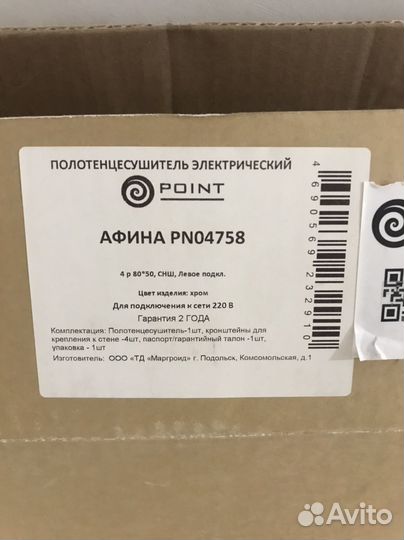 ПОЛОТЕНЦЕСУШИТЕЛЬ ЭЛЕКТРИЧЕСКИЙ
POINT
АФИНА PN04758
4 р 80*50, СНШ, Левое подкл.
Цвет изделия: хром
Для подключения к сети 220 В
Гарантия 2 ГОДА
Комплектация: Полотенцесушитель-1шт, кронштейны для
крепления к стене -4шт, паспорт/гарантийный талон -1шт,
упаковка - 1шт
Изготовитель: ООО «ТД «Маргроид» г. Подольск, Комсомольская, д.1
4690569232910
Avito